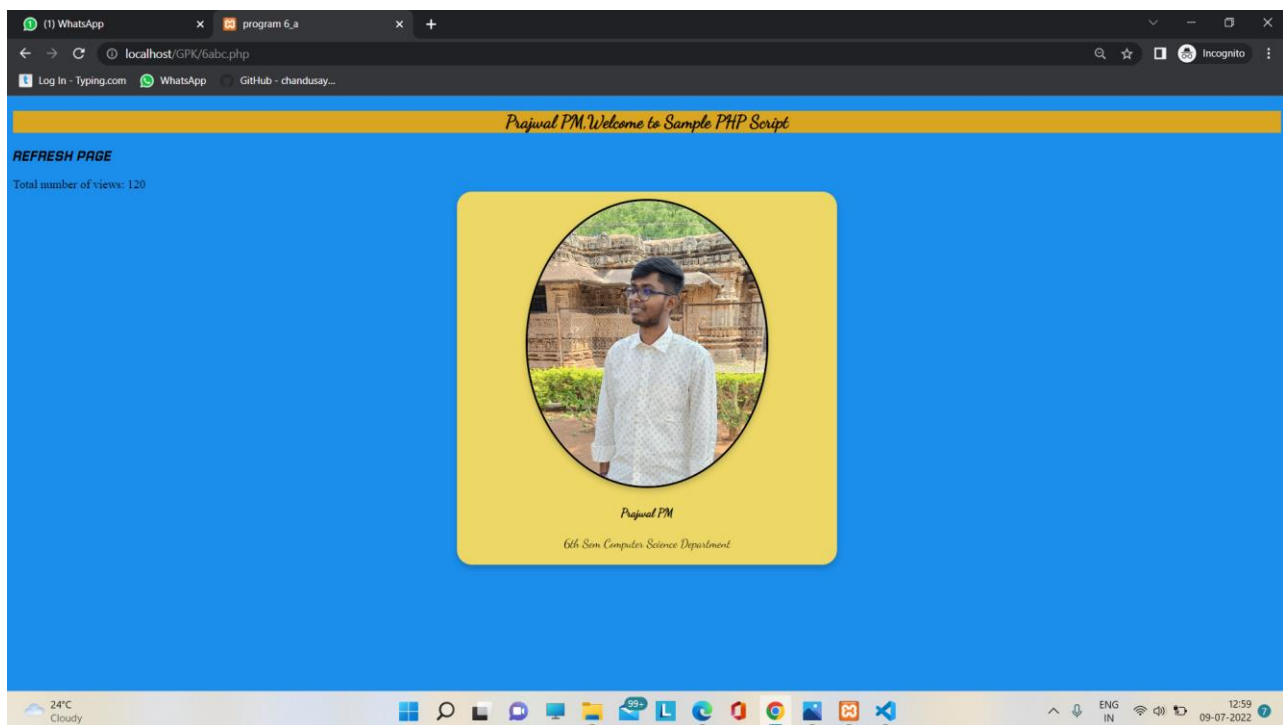 (1) WhatsApp
program 6_a
localhost/GPK/6abc.php
Incognito
Log In - Typing.com
WhatsApp
GitHub - chandusay...
Prajwal PM,Welcome to Sample PHP Script
REFRESH PAGE
Total number of views: 120
Prajwal PM
6th Sem Computer Science Department
24°C
Cloudy
99+
L
ENG
IN
12:59
09-07-2022
7